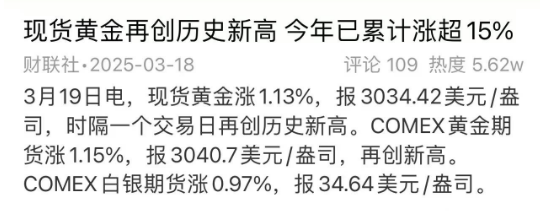 现货黄金再创历史新高 今年已累计涨超15%
财联社·2025-03-18 评论 109 热度 5.62w
3月19日电，现货黄金涨1.13%，报3034.42美元/盎
司，时隔一个交易日再创历史新高。COMEX黄金期
货涨1.15%，报3040.7美元/盎司，再创新高。
COMEX白银期货涨0.97%，报34.64美元/盎司。